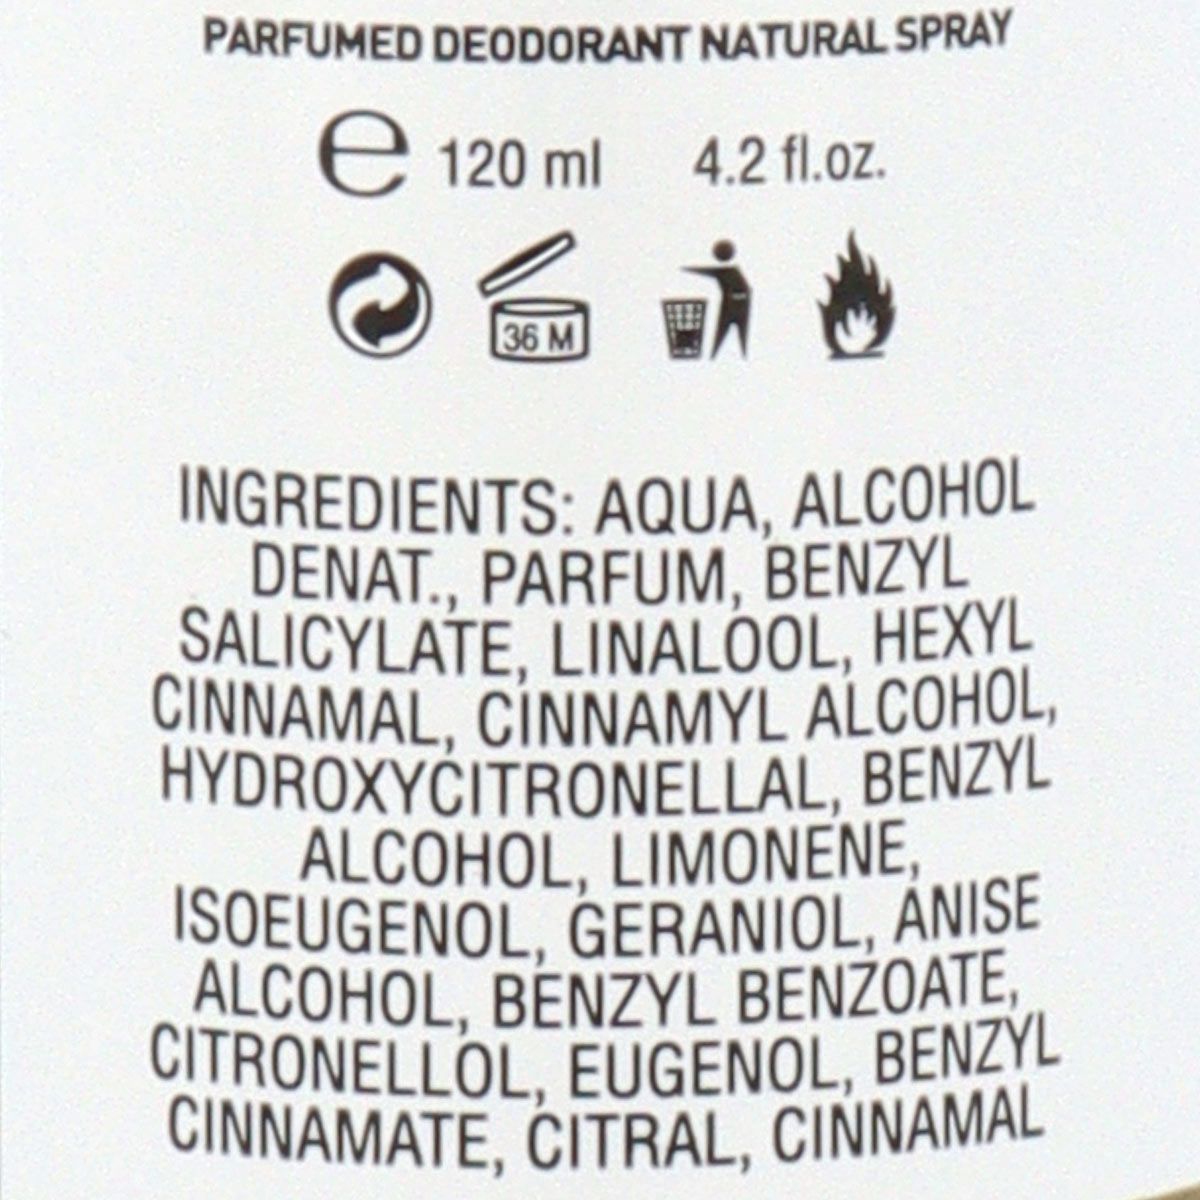 PARFUMED DEODORANT NATURAL SPRAY
e 120 ml 4.2 fl.oz.
36 M
INGREDIENTS: AQUA, ALCOHOL
DENAT., PARFUM, BENZYL
SALICYLATE, LINALOOL, HEXYL
CINNAMAL, CINNAMYL ALCOHOL,
HYDROXYCITRONELLAL, BENZYL
ALCOHOL, LIMONENE,
ISOEUGENOL, GERANIOL, ANISE
ALCOHOL, BENZYL BENZOATE,
CITRONELLOL, EUGENOL, BENZYL
CINNAMATE, CITRAL, CINNAMAL